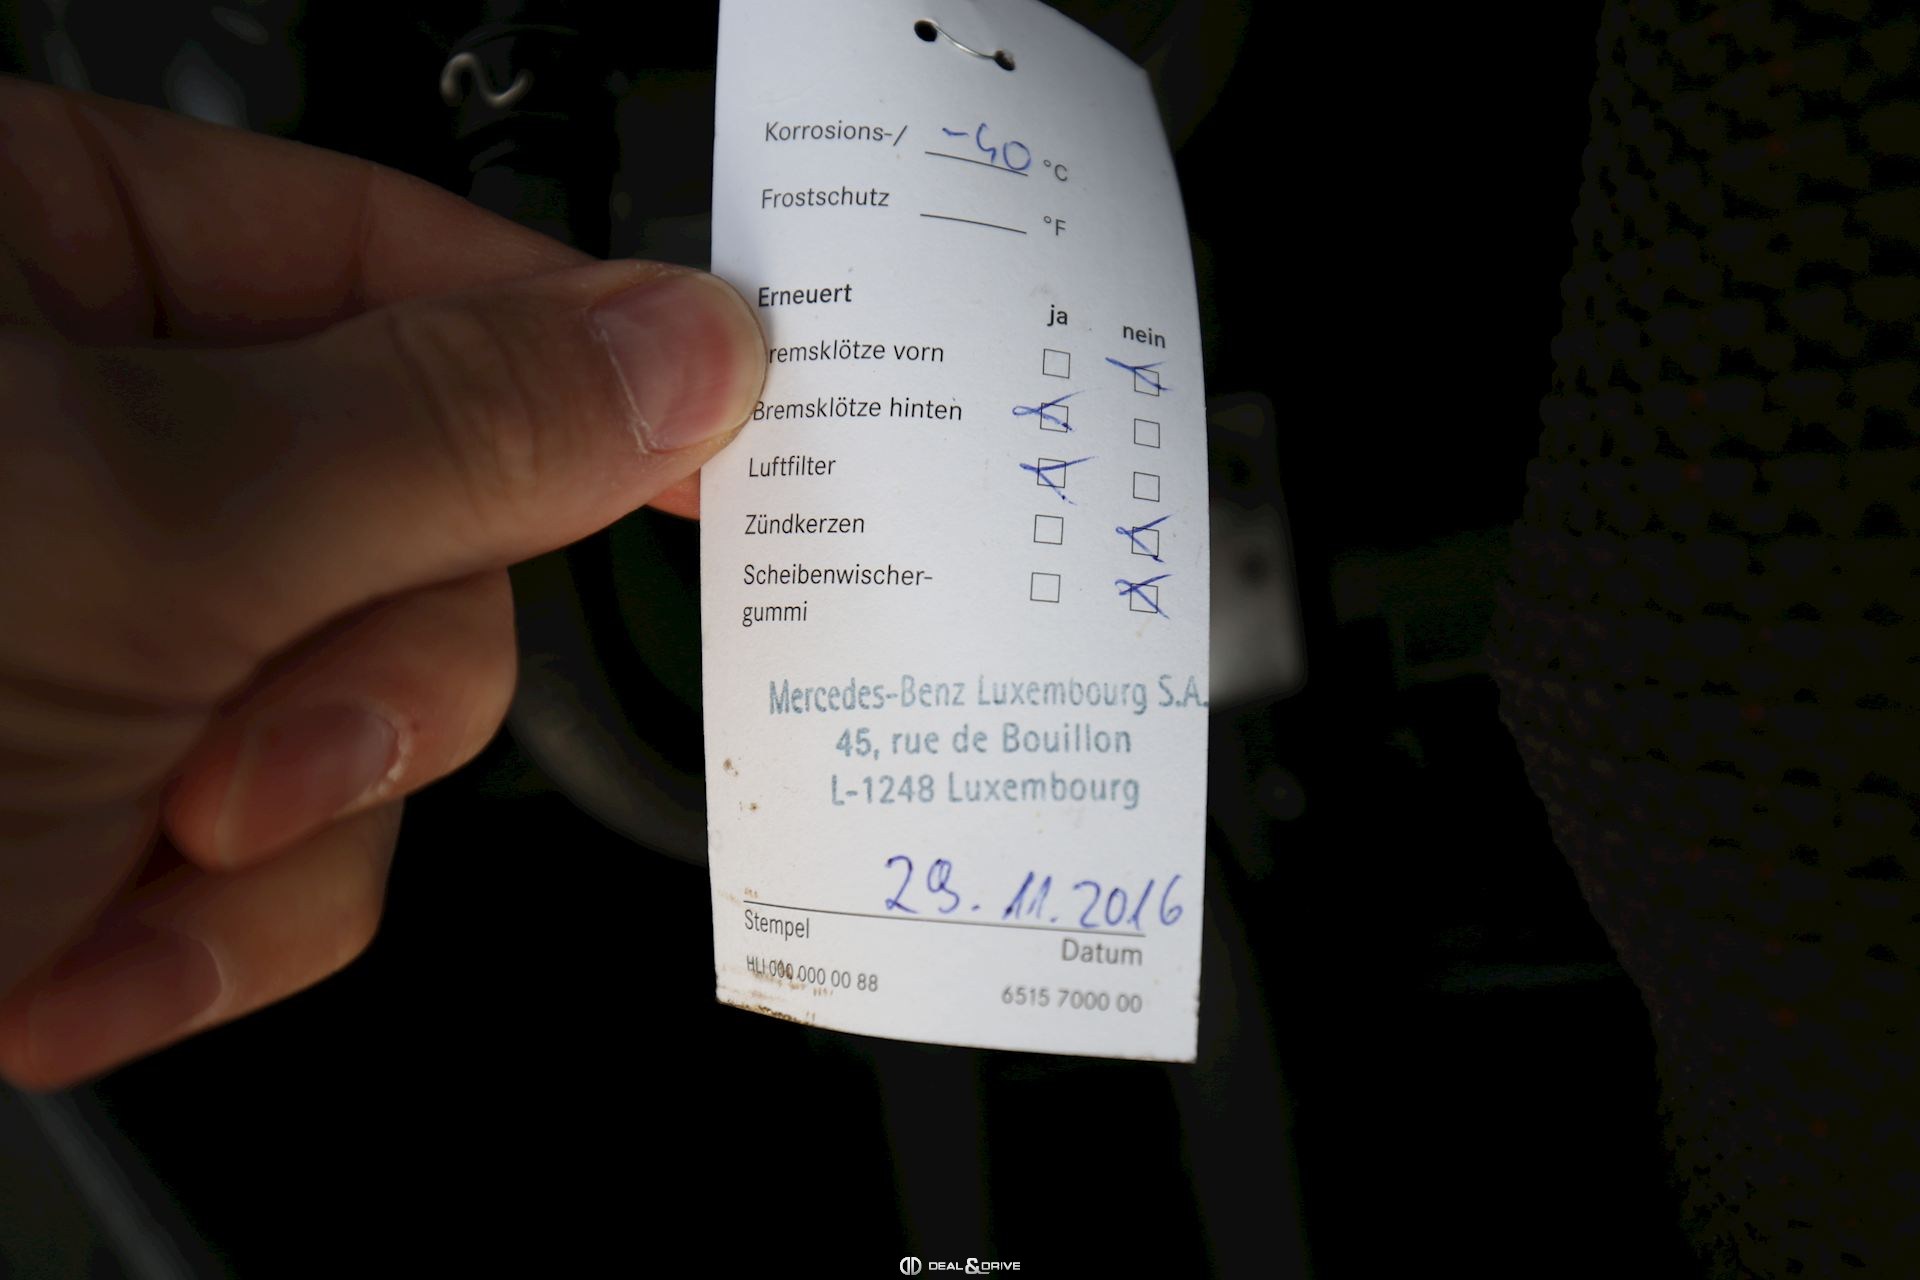 Korrosions-/ -40 °C
Frostschutz °F
Erneuert
ja nein
remsklötze vorn
Bremsklötze hinten
Luftfilter
Zündkerzen
Scheibenwischer-
gummi
Mercedes-Benz Luxembourg S.A.
45, rue de Bouillon
L-1248 Luxembourg
29.11.2016
Stempel Datum
HLI 000 000 00 88 6515 7000 00
DEAL&DRIVE